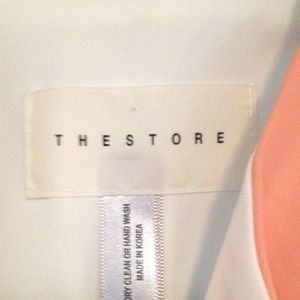 THESTORE
DRY CLEAN OR HAND WASH
MADE IN KOREA